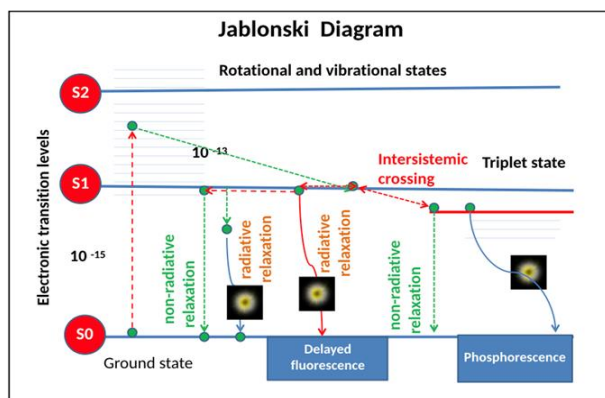 Jablonski Diagram
Rotational and vibrational states
S2
10 -13
Intersistemic
crossing
Triplet state
S1
Electronic transition levels
10 -15
non-radiative
relaxation
radiative
relaxation
radiative
relaxation
non-radiative
relaxation
S0
Ground state
Delayed
fluorescence
Phosphorescence